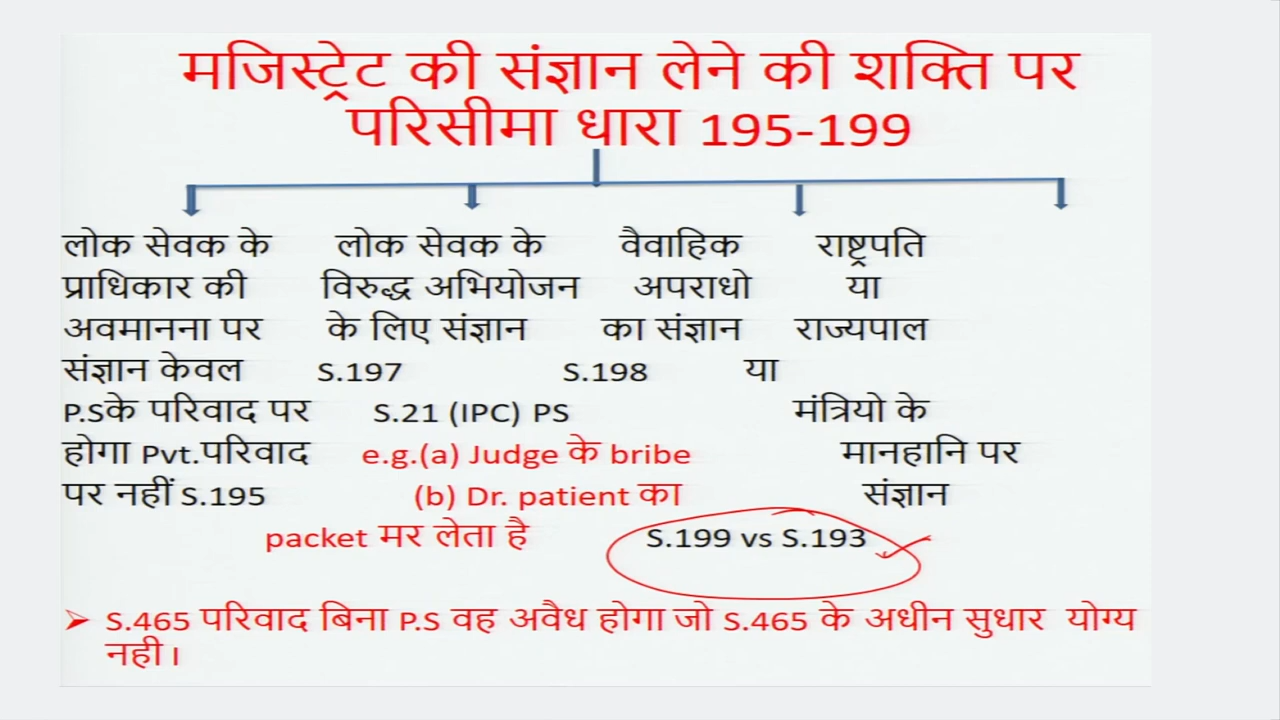 मजिस्ट्रेट की संज्ञान लेने की शक्ति पर
परिसीमा धारा 195-199
लोक सेवक के लोक सेवक के वैवाहिक राष्ट्रपति
प्राधिकार की विरुद्ध अभियोजन अपराधो या
अवमानना पर के लिए संज्ञान का संज्ञान राज्यपाल
संज्ञान केवल S.197 S.198 या
P.Sके परिवाद पर S.21 (IPC) PS मंत्रियो के
होगा Pvt.परिवाद e.g.(a) Judge के bribe मानहानि पर
पर नहीं S.195 (b) Dr. patient का संज्ञान
packet मर लेता है S.199 vs S.193
➢ S.465 परिवाद बिना P.S वह अवैध होगा जो S.465 के अधीन सुधार योग्य
नही।